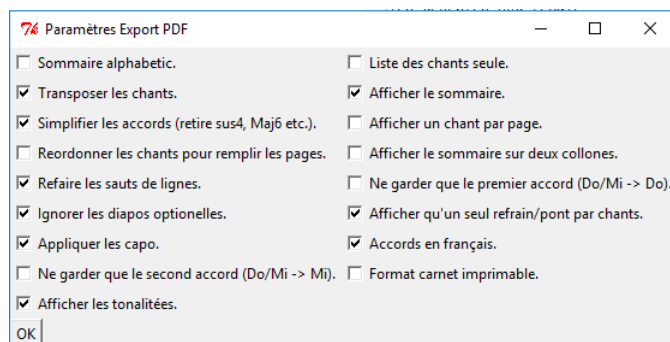 Paramètres Export PDF
Sommaire alphabetic.
Liste des chants seule.
Transposer les chants.
Afficher le sommaire.
Simplifier les accords (retire sus4, Maj6 etc.).
Afficher un chant par page.
Reordonner les chants pour remplir les pages.
Afficher le sommaire sur deux collones.
Refaire les sauts de lignes.
Ne garder que le premier accord (Do/Mi -> Do).
Ignorer les diapos optionelles.
Afficher qu'un seul refrain/pont par chants.
Appliquer les capo.
Accords en français.
Ne garder que le second accord (Do/Mi -> Mi).
Format carnet imprimable.
Afficher les tonalitées.
OK